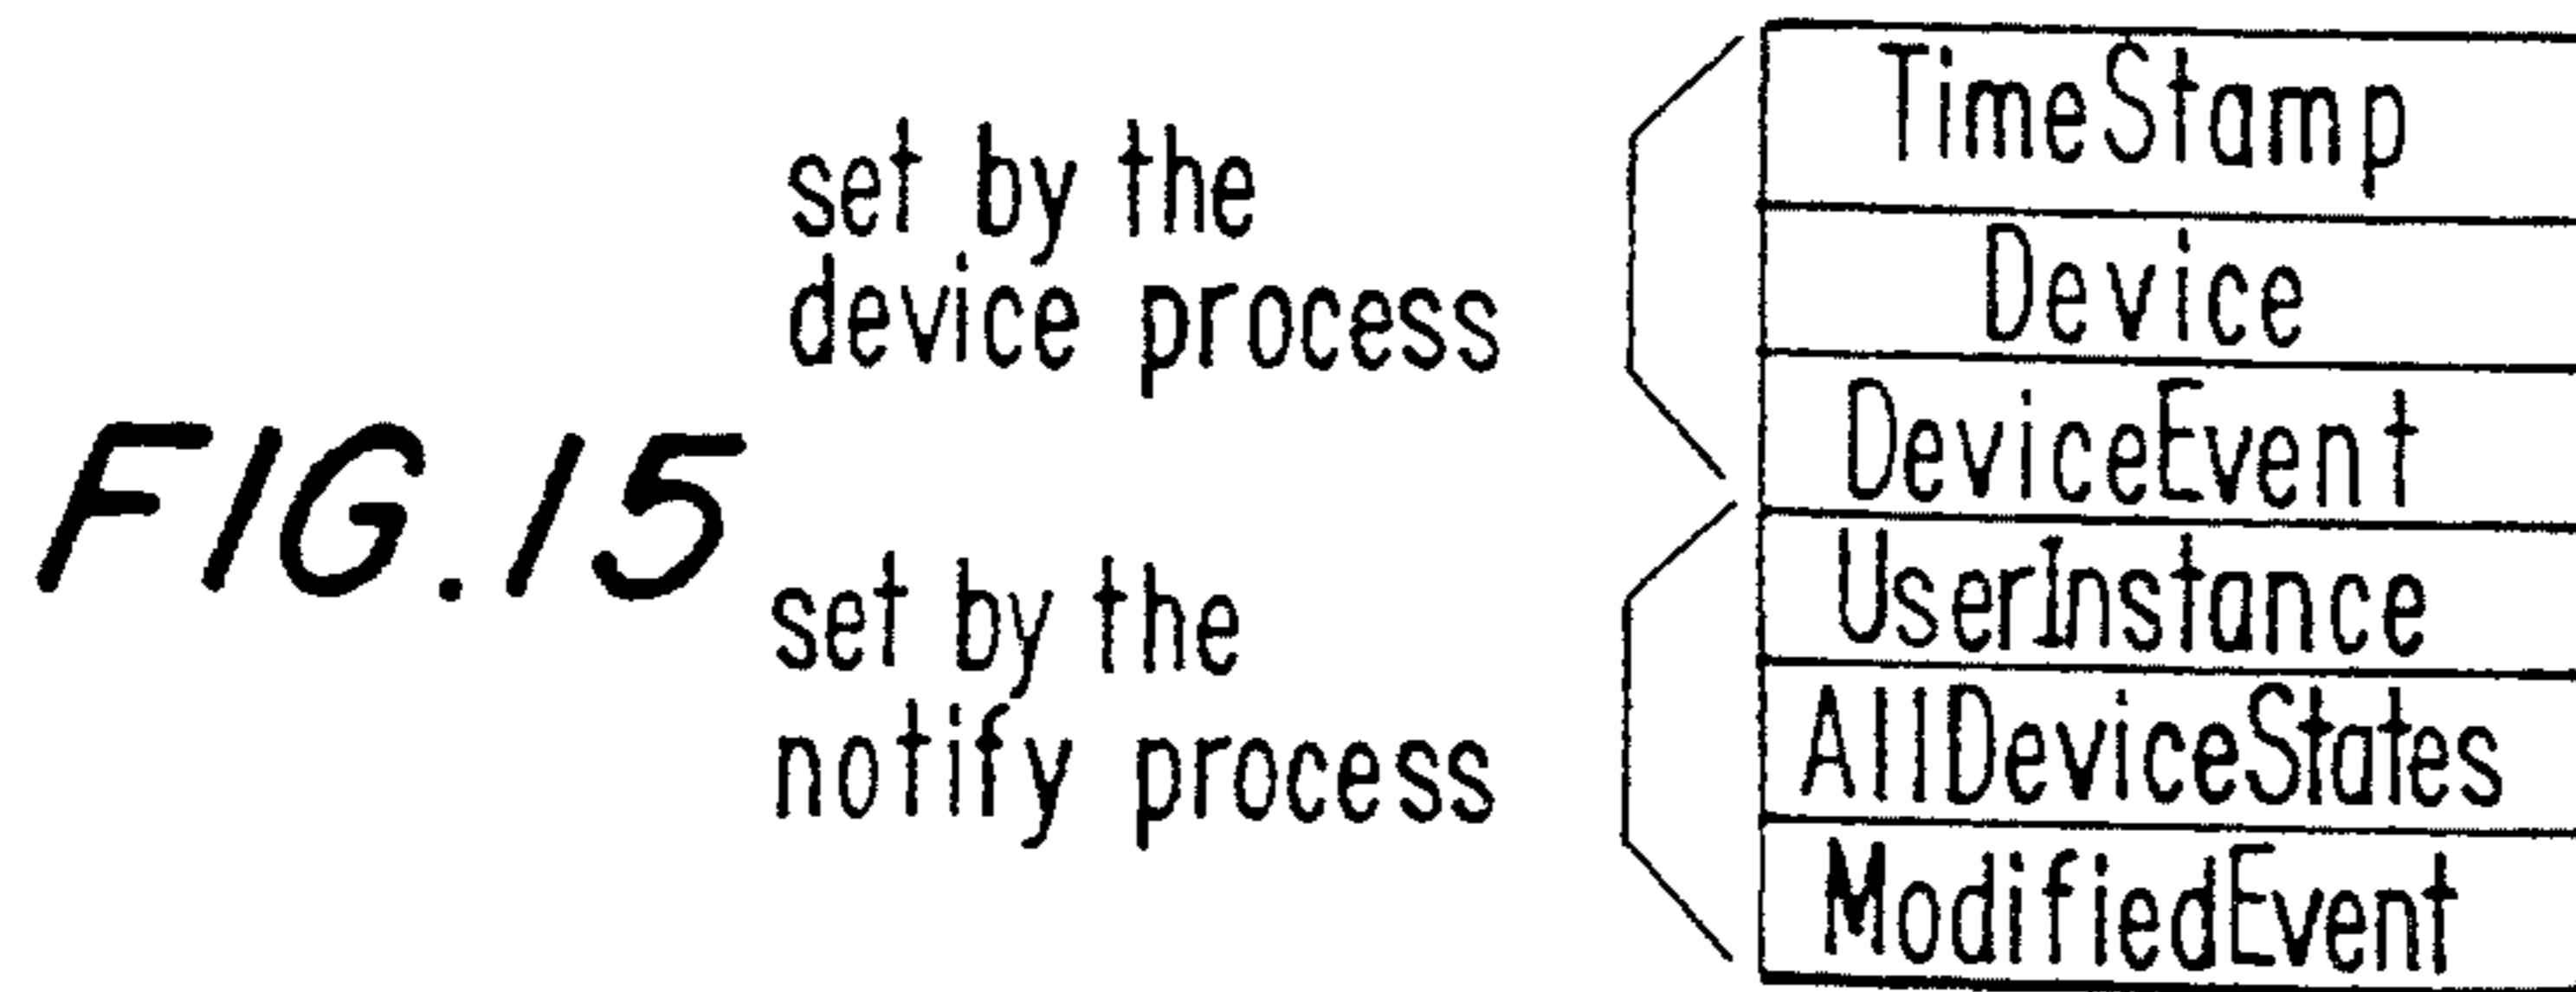 set by the
device process
FIG.15
set by the
notify process
TimeStamp
Device
DeviceEvent
UserInstance
AllDeviceStates
ModifiedEvent